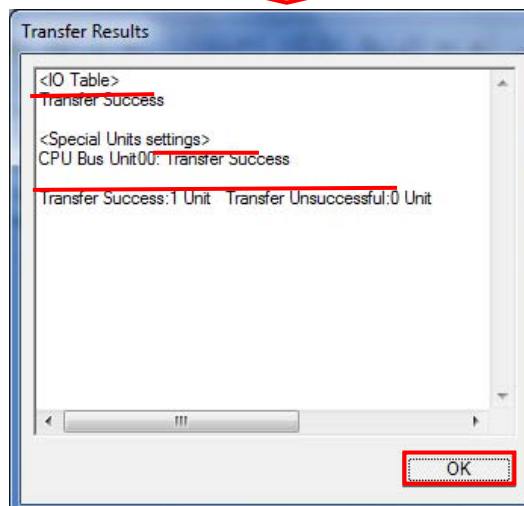 Transfer Results
<IO Table>
Transfer Success
<Special Units settings>
CPU Bus Unit00: Transfer Success
Transfer Success:1 Unit   Transfer Unsuccessful:0 Unit
OK